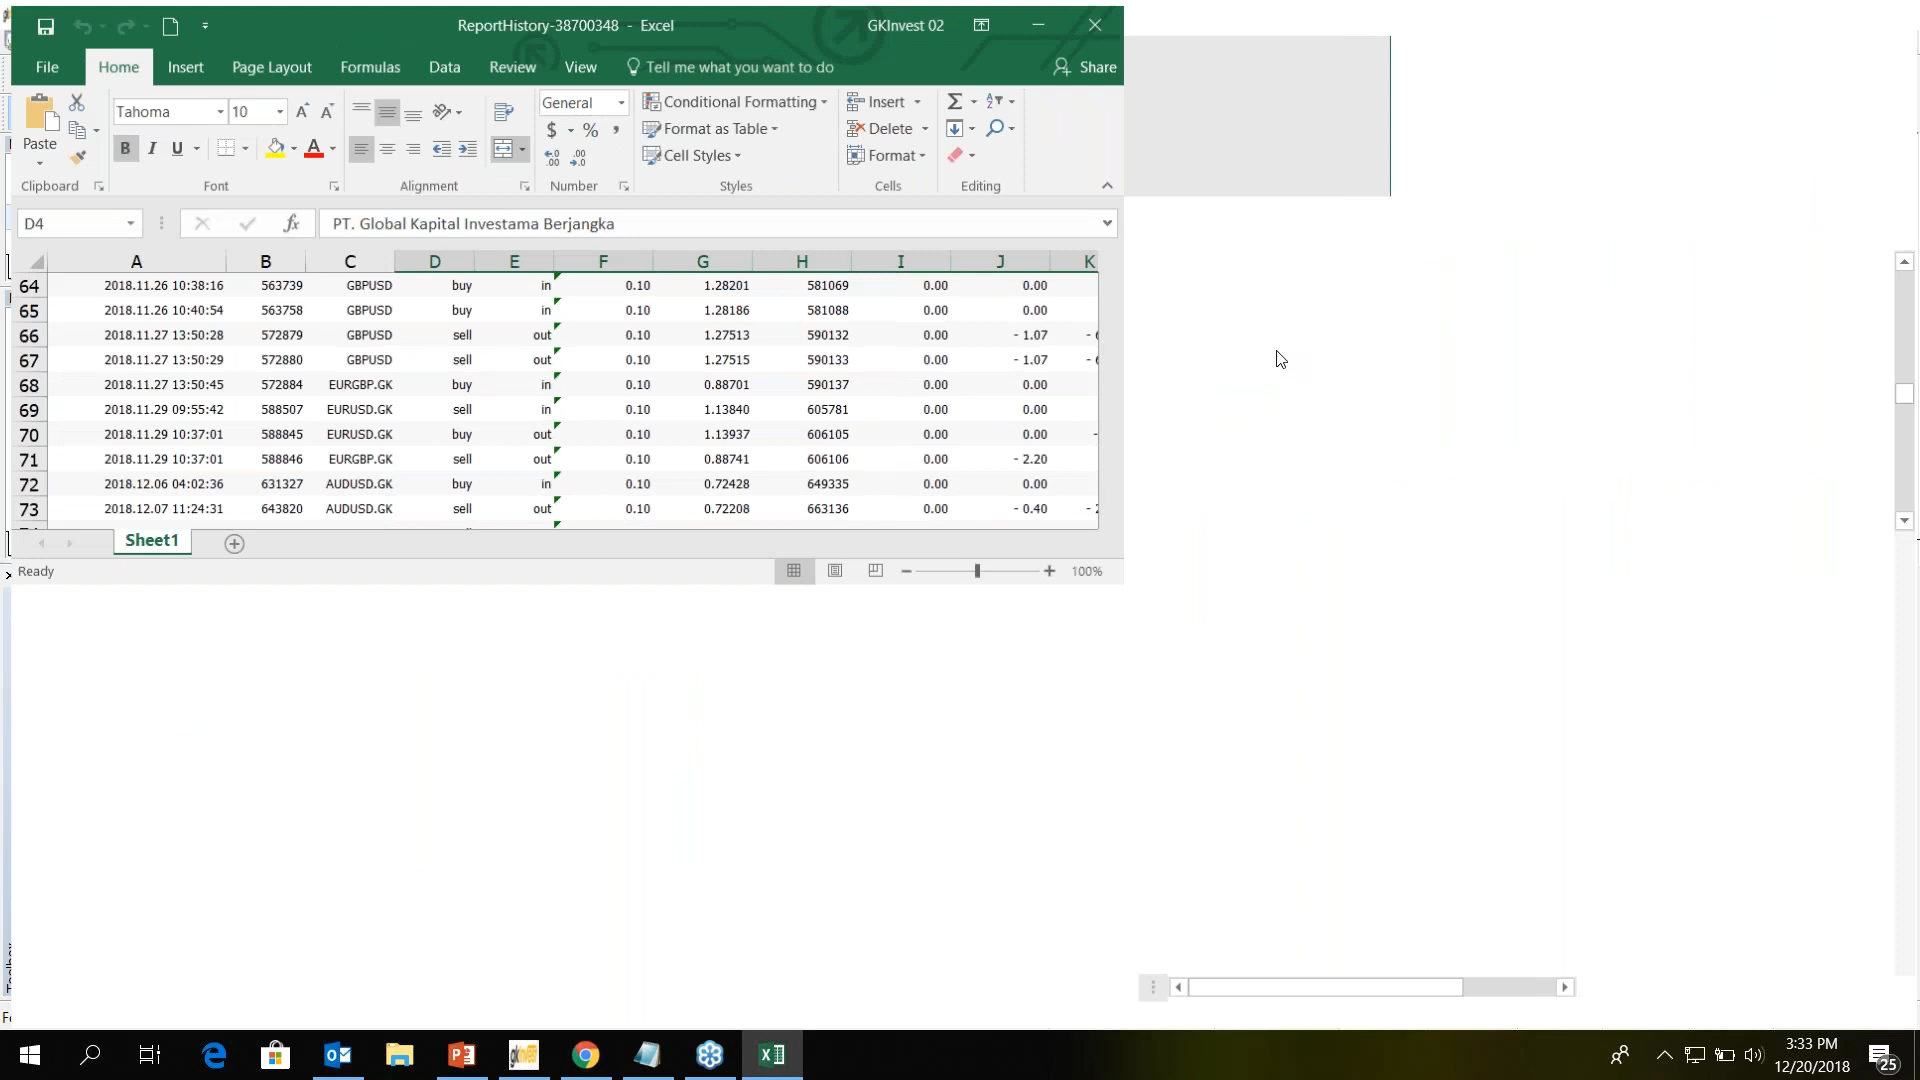 ReportHistory-38700348 - Excel
GKInvest 02
File Home Insert Page Layout Formulas Data Review View Tell me what you want to do Share
Tahoma 10 General Conditional Formatting Insert
$ % Format as Table Delete
Paste B I U A Cell Styles Format
Clipboard Font Alignment Number Styles Cells Editing
D4 fx PT. Global Kapital Investama Berjangka
A B C D E F G H I J K
64 2018.11.26 10:38:16 563739 GBPUSD buy in 0.10 1.28201 581069 0.00 0.00
65 2018.11.26 10:40:54 563758 GBPUSD buy in 0.10 1.28186 581088 0.00 0.00
66 2018.11.27 13:50:28 572879 GBPUSD sell out 0.10 1.27513 590132 0.00 - 1.07
67 2018.11.27 13:50:29 572880 GBPUSD sell out 0.10 1.27515 590133 0.00 - 1.07
68 2018.11.27 13:50:45 572884 EURGBP.GK buy in 0.10 0.88701 590137 0.00 0.00
69 2018.11.29 09:55:42 588507 EURUSD.GK sell in 0.10 1.13840 605781 0.00 0.00
70 2018.11.29 10:37:01 588845 EURUSD.GK buy out 0.10 1.13937 606105 0.00 0.00 -
71 2018.11.29 10:37:01 588846 EURGBP.GK sell out 0.10 0.88741 606106 0.00 - 2.20
72 2018.12.06 04:02:36 631327 AUDUSD.GK buy in 0.10 0.72428 649335 0.00 0.00
73 2018.12.07 11:24:31 643820 AUDUSD.GK sell out 0.10 0.72208 663136 0.00 - 0.40
Sheet1
Ready 100%
3:33 PM
12/20/2018
25